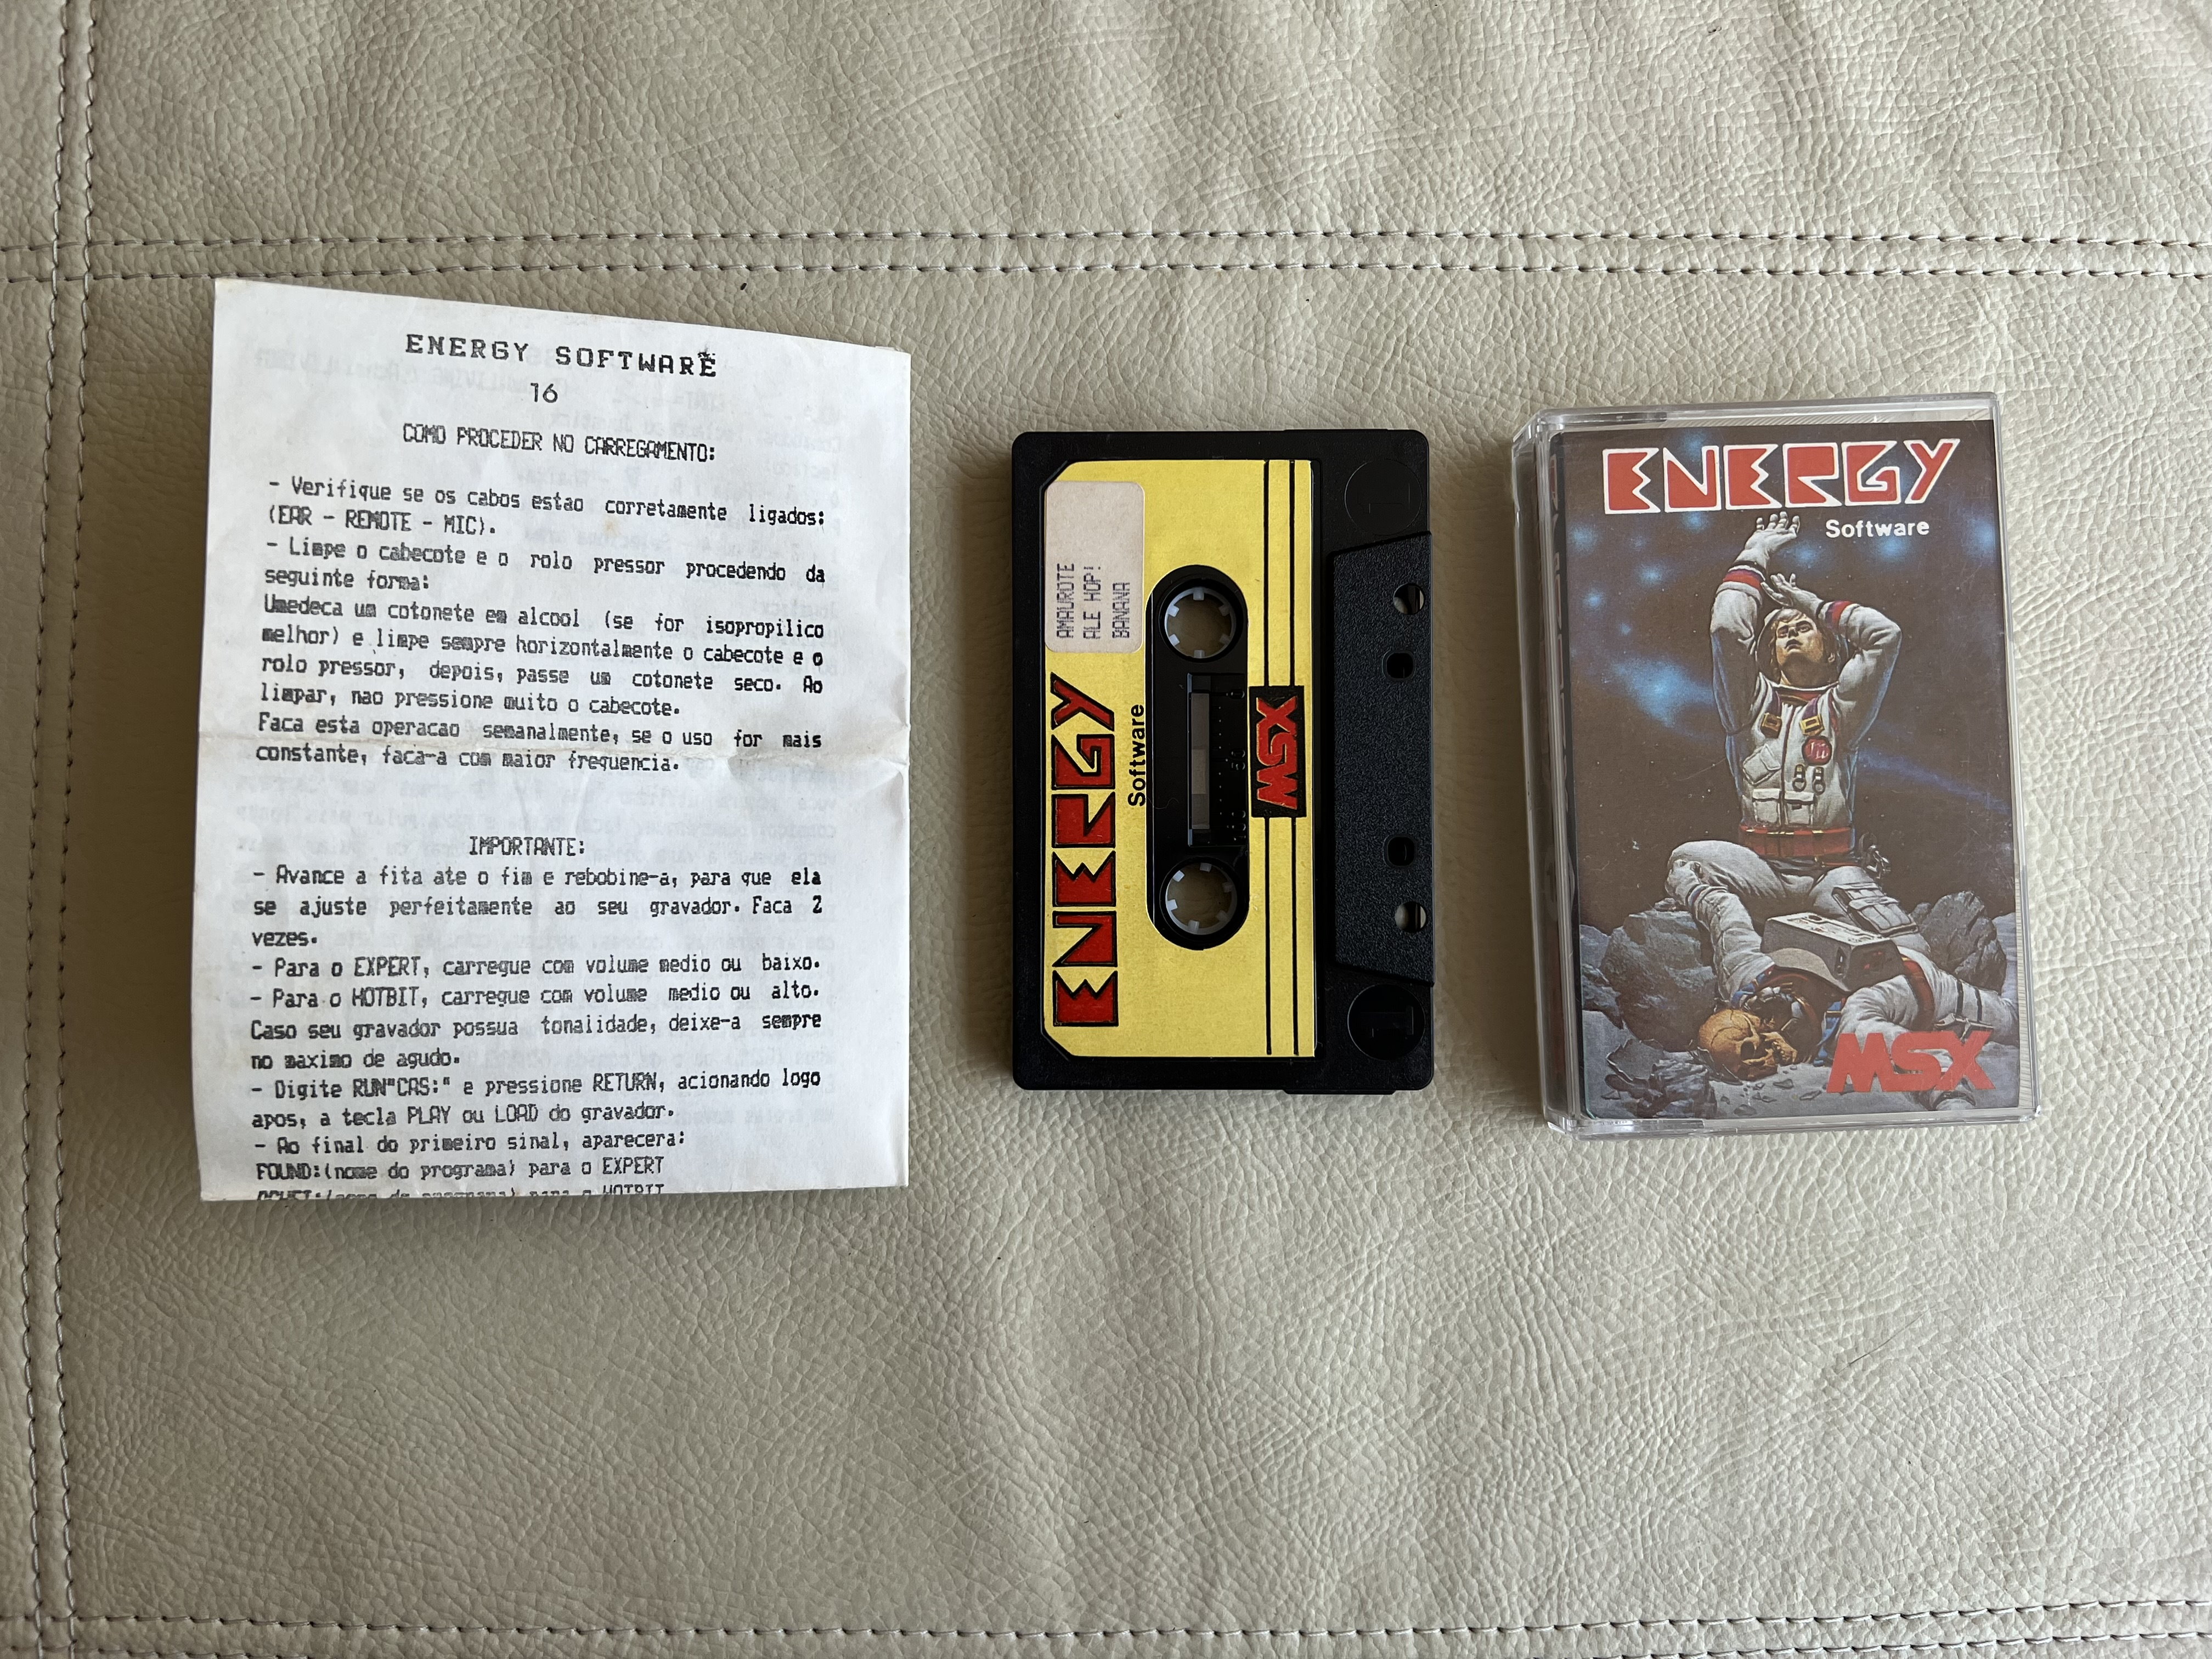 ENERGY SOFTWARE
16
COMO PROCEDER NO CARREGAMENTO:
- Verifique se os cabos estao corretamente ligados:
(EAR - REMOTE - MIC).
- Limpe o cabecote e o rolo pressor procedendo da
seguinte forma:
Umedeca um cotonete em alcool (se for isopropilico
melhor) e limpe sempre horizontalmente o cabecote e o
rolo pressor, depois, passe um cotonete seco. Ao
limpar, nao pressione muito o cabecote.
Faca esta operacao semanalmente, se o uso for mais
constante, faca-a com maior frequencia.
IMPORTANTE:
- Avance a fita ate o fim e rebobine-a, para que ela
se ajuste perfeitamente ao seu gravador. Faca 2
vezes.
- Para o EXPERT, carregue com volume medio ou baixo.
- Para o HOTBIT, carregue com volume medio ou alto.
Caso seu gravador possua tonalidade, deixe-a sempre
no maximo de agudo.
- Digite RUN"CAS:" e pressione RETURN, acionando logo
apos, a tecla PLAY ou LOAD do gravador.
- Ao final do primeiro sinal, aparecera:
FOUND:(nome do programa) para o EXPERT
AMAUROTE
ALE HOP!
BANANA
ENERGY
Software
MSX
100 50 0
1
1
ENERGY
Software
MSX